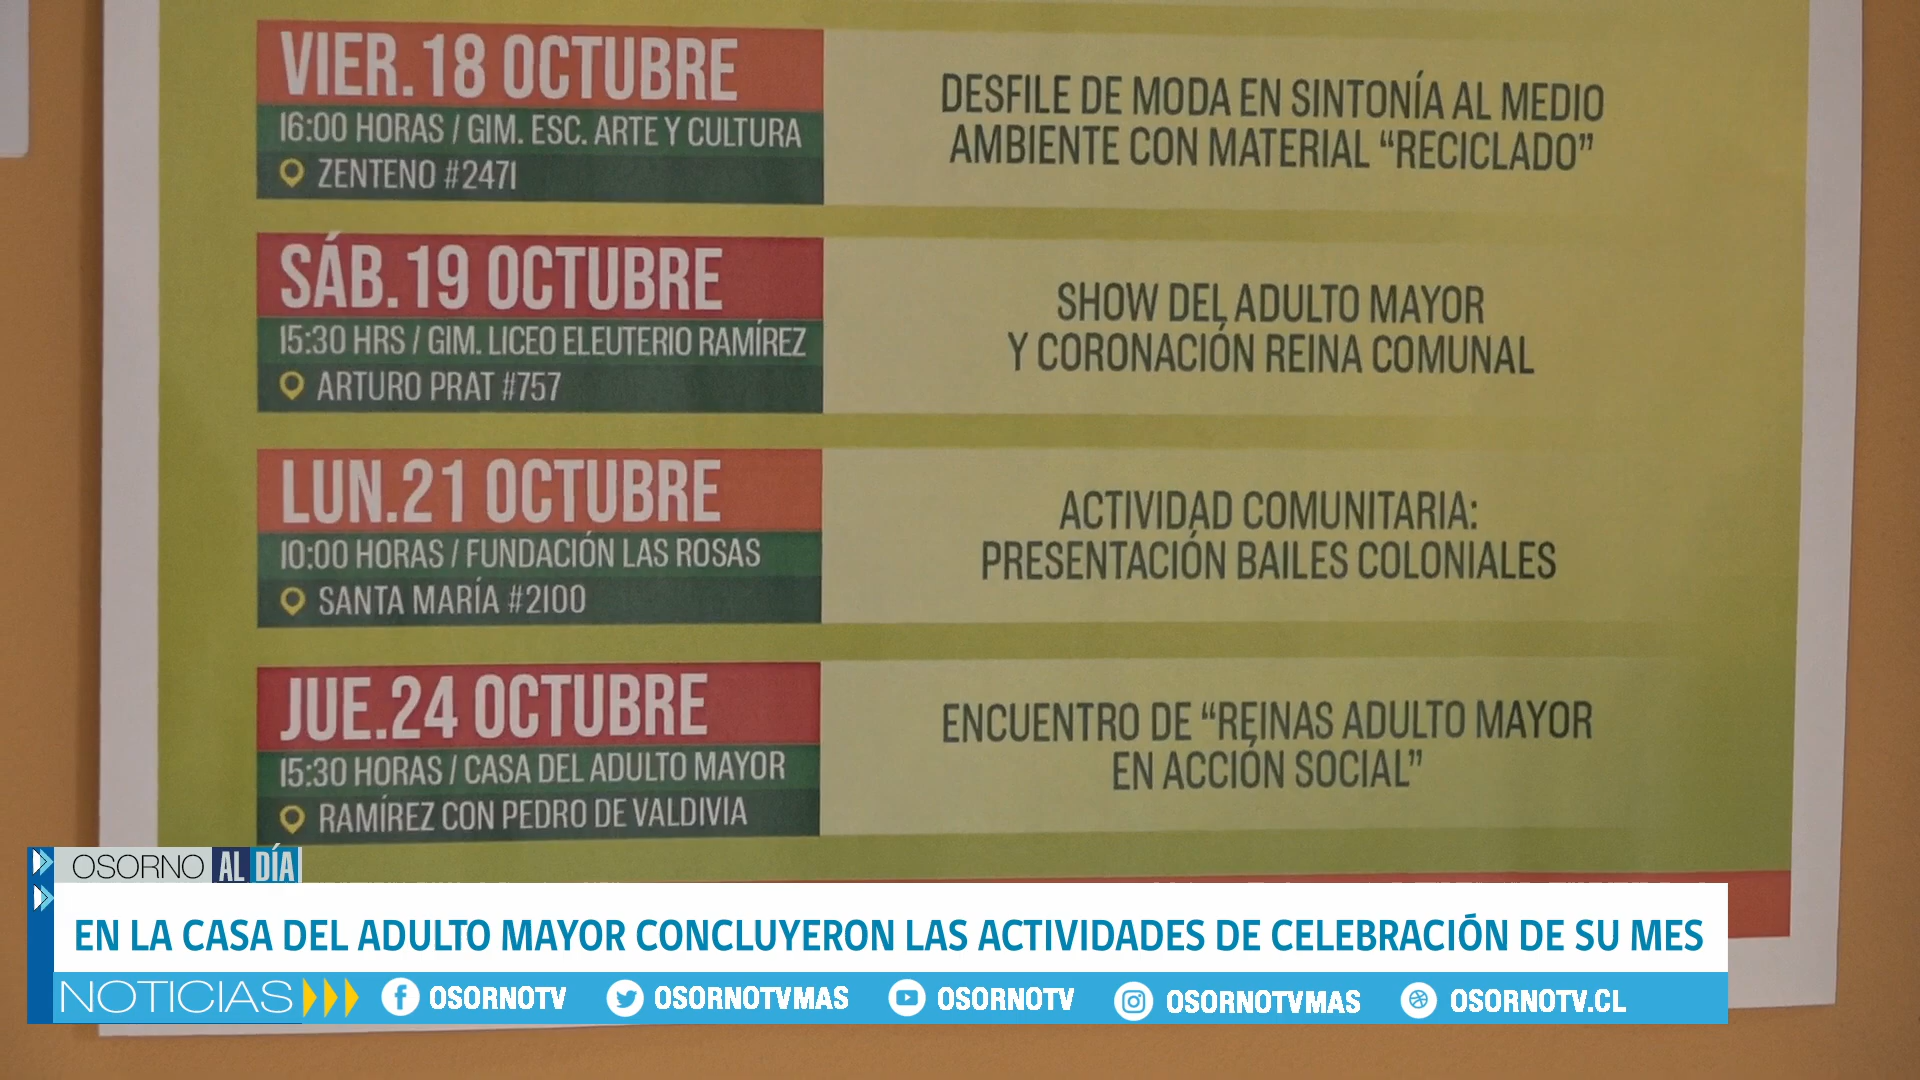 VIER.18 OCTUBRE
16:00 HORAS / GIM. ESC. ARTE Y CULTURA
ZENTENO #2471
DESFILE DE MODA EN SINTONÍA AL MEDIO
AMBIENTE CON MATERIAL “RECICLADO”
SÁB.19 OCTUBRE
15:30 HRS / GIM. LICEO ELEUTERIO RAMÍREZ
ARTURO PRAT #757
SHOW DEL ADULTO MAYOR
Y CORONACIÓN REINA COMUNAL
LUN.21 OCTUBRE
10:00 HORAS / FUNDACIÓN LAS ROSAS
SANTA MARÍA #2100
ACTIVIDAD COMUNITARIA:
PRESENTACIÓN BAILES COLONIALES
JUE.24 OCTUBRE
15:30 HORAS / CASA DEL ADULTO MAYOR
RAMÍREZ CON PEDRO DE VALDIVIA
ENCUENTRO DE “REINAS ADULTO MAYOR
EN ACCIÓN SOCIAL”
OSORNO AL DÍA
EN LA CASA DEL ADULTO MAYOR CONCLUYERON LAS ACTIVIDADES DE CELEBRACIÓN DE SU MES
NOTICIAS OSORNOTV OSORNOTVMAS OSORNOTV OSORNOTVMAS OSORNOTV.CL